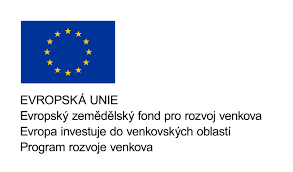 EVROPSKÁ UNIE
Evropský zemědělský fond pro rozvoj venkova
Evropa investuje do venkovských oblastí
Program rozvoje venkova